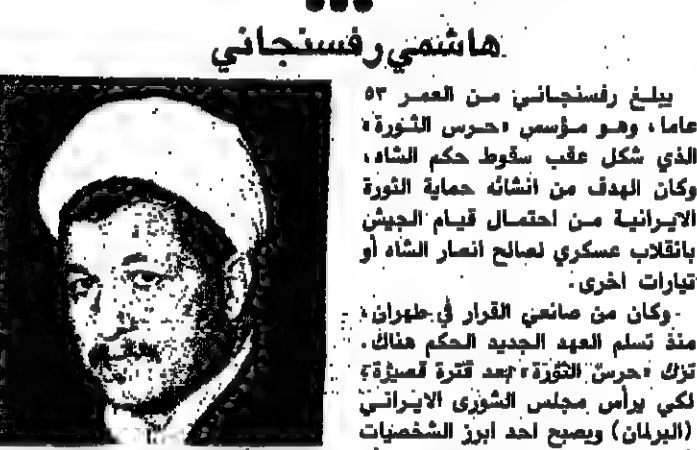 هاشمي رفسنجاني
يبلغ رفسنجاني من العمر ٥٣
عاما، وهو مؤسس «حرس الثورة»
الذي شكل عقب سقوط حكم الشاه،
وكان الهدف من انشائه حماية الثورة
الايرانية من احتمال قيام الجيش
بانقلاب عسكري لصالح انصار الشاه أو
تيارات اخرى.
وكان من صانعي القرار في طهران،
منذ تسلم العهد الجديد الحكم هناك.
ترك «حرس الثورة» بعد فترة قصيرة،
لكي يرأس مجلس الشورى الايراني
(البرلمان) ويصبح احد ابرز الشخصيات